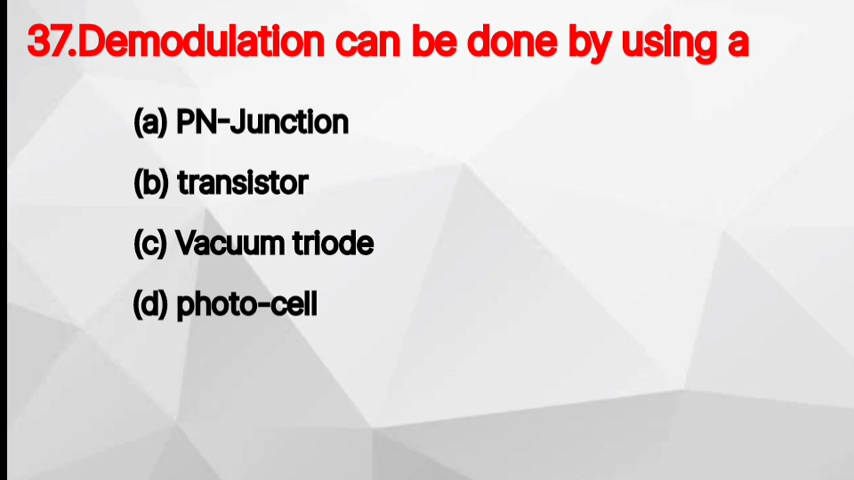 37.Demodulation can be done by using a
(a) PN-Junction
(b) transistor
(c) Vacuum triode
(d) photo-cell